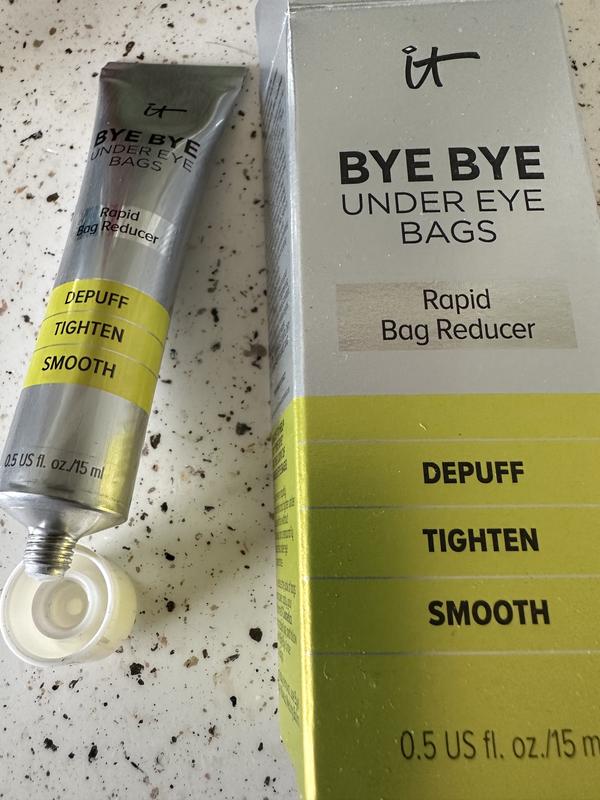 it
BYE BYE
UNDER EYE
BAGS
Rapid
Bag Reducer
DEPUFF
TIGHTEN
SMOOTH
0.5 US fl. oz./15 ml
it
BYE BYE
UNDER EYE
BAGS
Rapid
Bag Reducer
DEPUFF
TIGHTEN
SMOOTH
0.5 US fl. oz./15 m